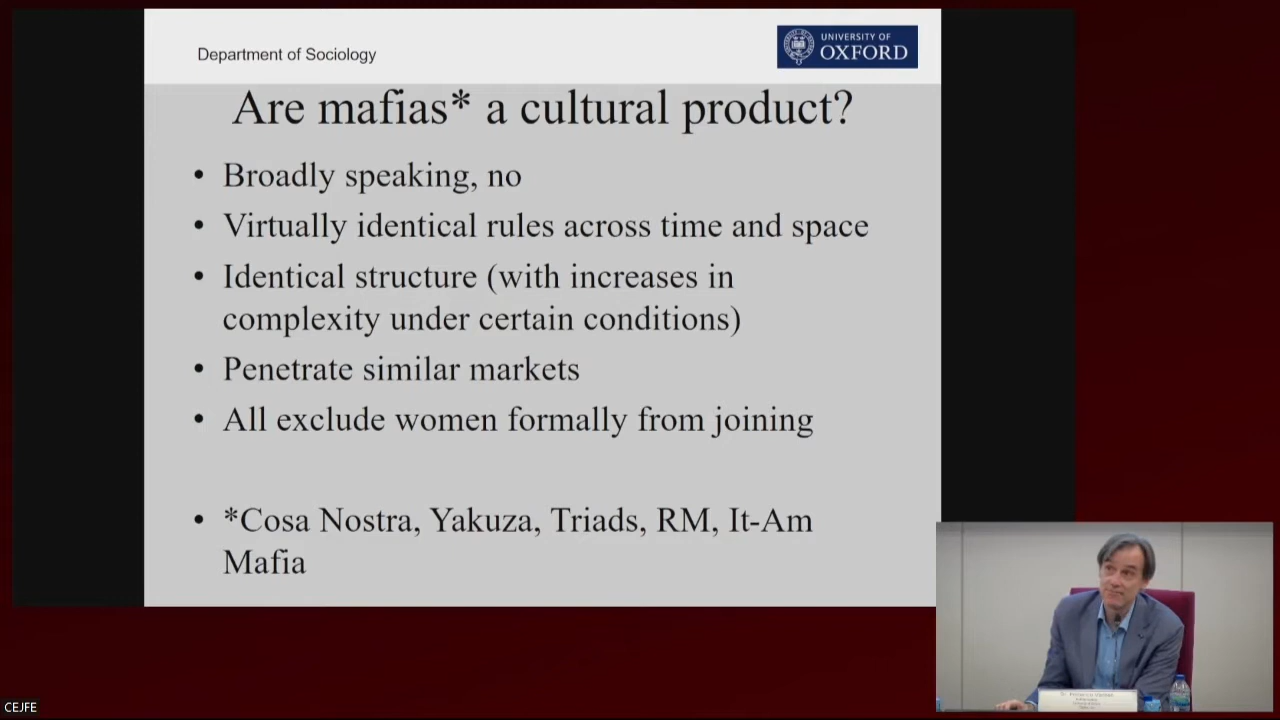 Department of Sociology
UNIVERSITY OF
OXFORD
Are mafias* a cultural product?
• Broadly speaking, no
• Virtually identical rules across time and space
• Identical structure (with increases in
complexity under certain conditions)
• Penetrate similar markets
• All exclude women formally from joining
• *Cosa Nostra, Yakuza, Triads, RM, It-Am
Mafia
CEJFE